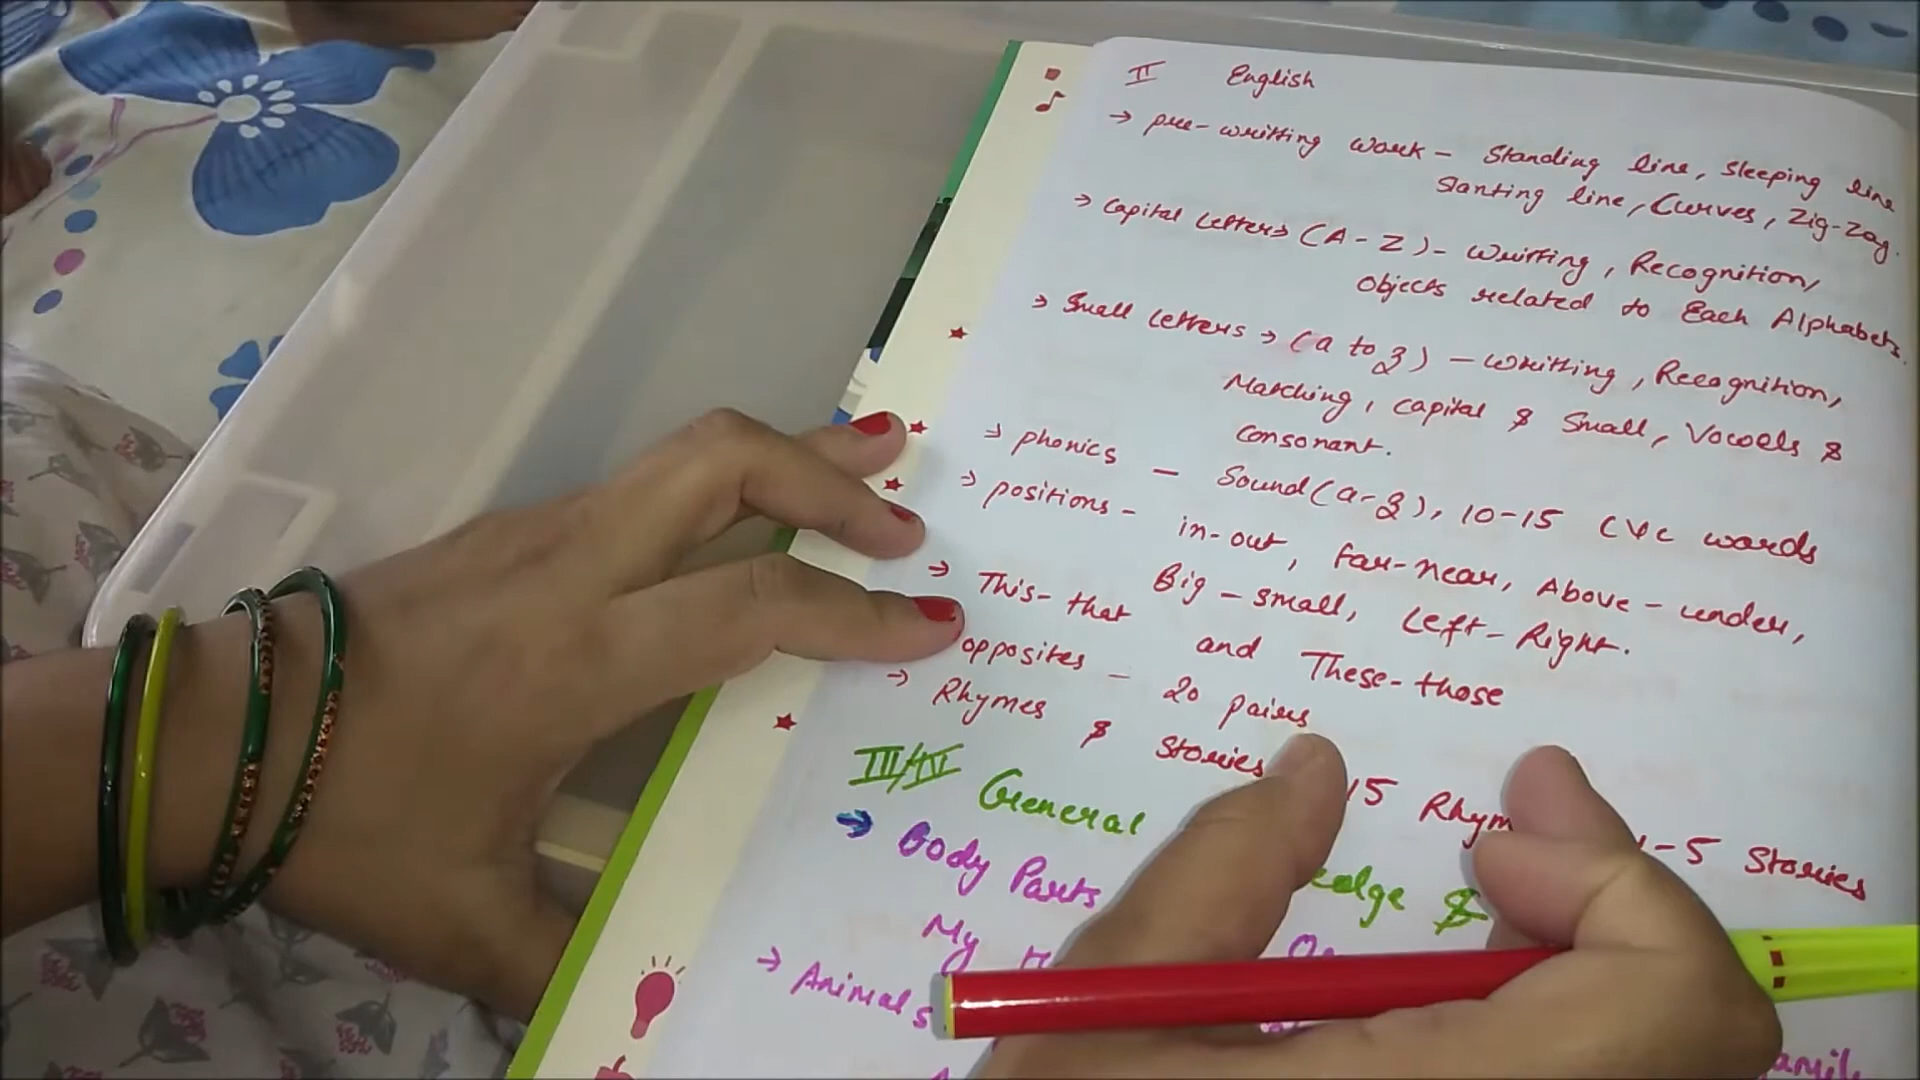 II English
→ pre-writting work - Standing line, Sleeping line
Slanting line, Curves, Zig-Zag.
→ Capital Letters (A-Z) - Writting, Recognition,
Objects related to Each Alphabets.
→ Small Letters → (a to z) - writting, Recognition,
Matching, Capital & Small, Vowels &
Consonant.
→ phonics - Sound (a-z), 10-15 CVC words
→ positions - in-out, Far-near, Above-under,
Big-small, Left-Right.
→ This-that and These-those
opposites - 20 pairs
→ Rhymes & Stories 15 Rhym 4-5 Stories
General &
→ Body Parts
My
→ Animals